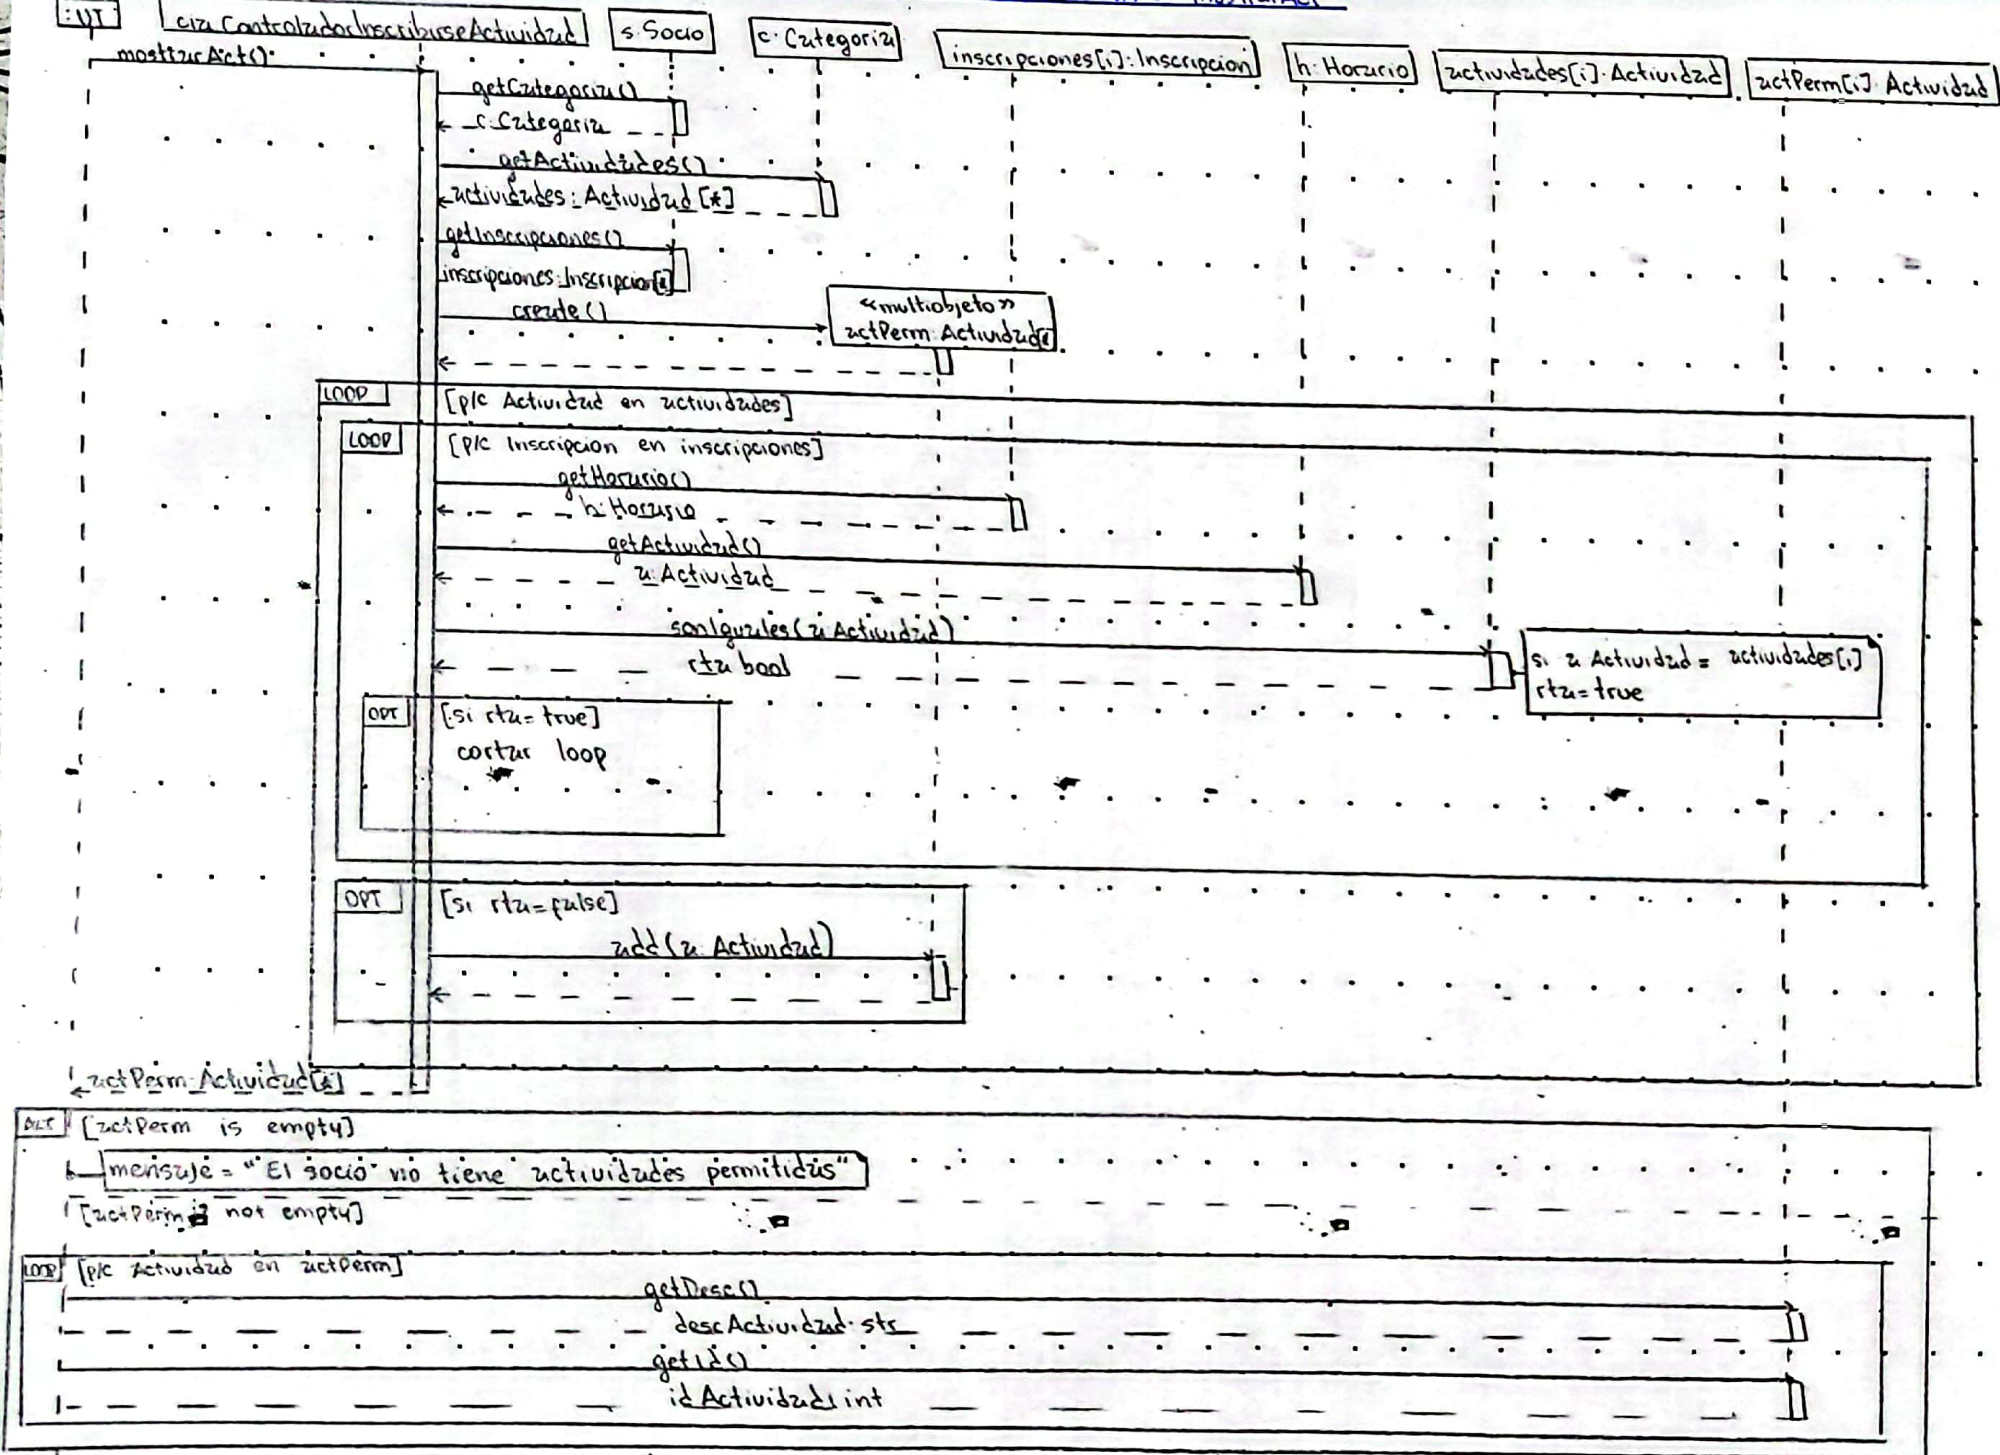 :UI
cia:ControladorInscribirseActividad
s:Socio
c:Categoria
inscripciones[i]:Inscripcion
h:Horario
actividades[i]:Actividad
actPerm[i]:Actividad
mostrarAct()
getCategoria()
c:Categoria
getActividades()
actividades:Actividad[*]
getInscripciones()
inscripciones:Inscripcion[*]
create()
«multiobjeto»
actPerm:Actividad[*]
LOOP
[p/c Actividad en actividades]
LOOP
[p/c Inscripcion en inscripciones]
getHorario()
h:Horario
getActividad()
a:Actividad
sonIguales(a:Actividad)
rta bool
si a Actividad = actividades[i]
rta=true
OPT
[si rta=true]
cortar loop
OPT
[si rta=false]
add(a:Actividad)
actPerm:Actividad[*]
ALT
[actPerm is empty]
mensaje = "El socio no tiene actividades permitidas"
[actPerm is not empty]
LOOP
[p/c Actividad en actPerm]
getDesc()
descActividad:str
getId()
idActividad:int